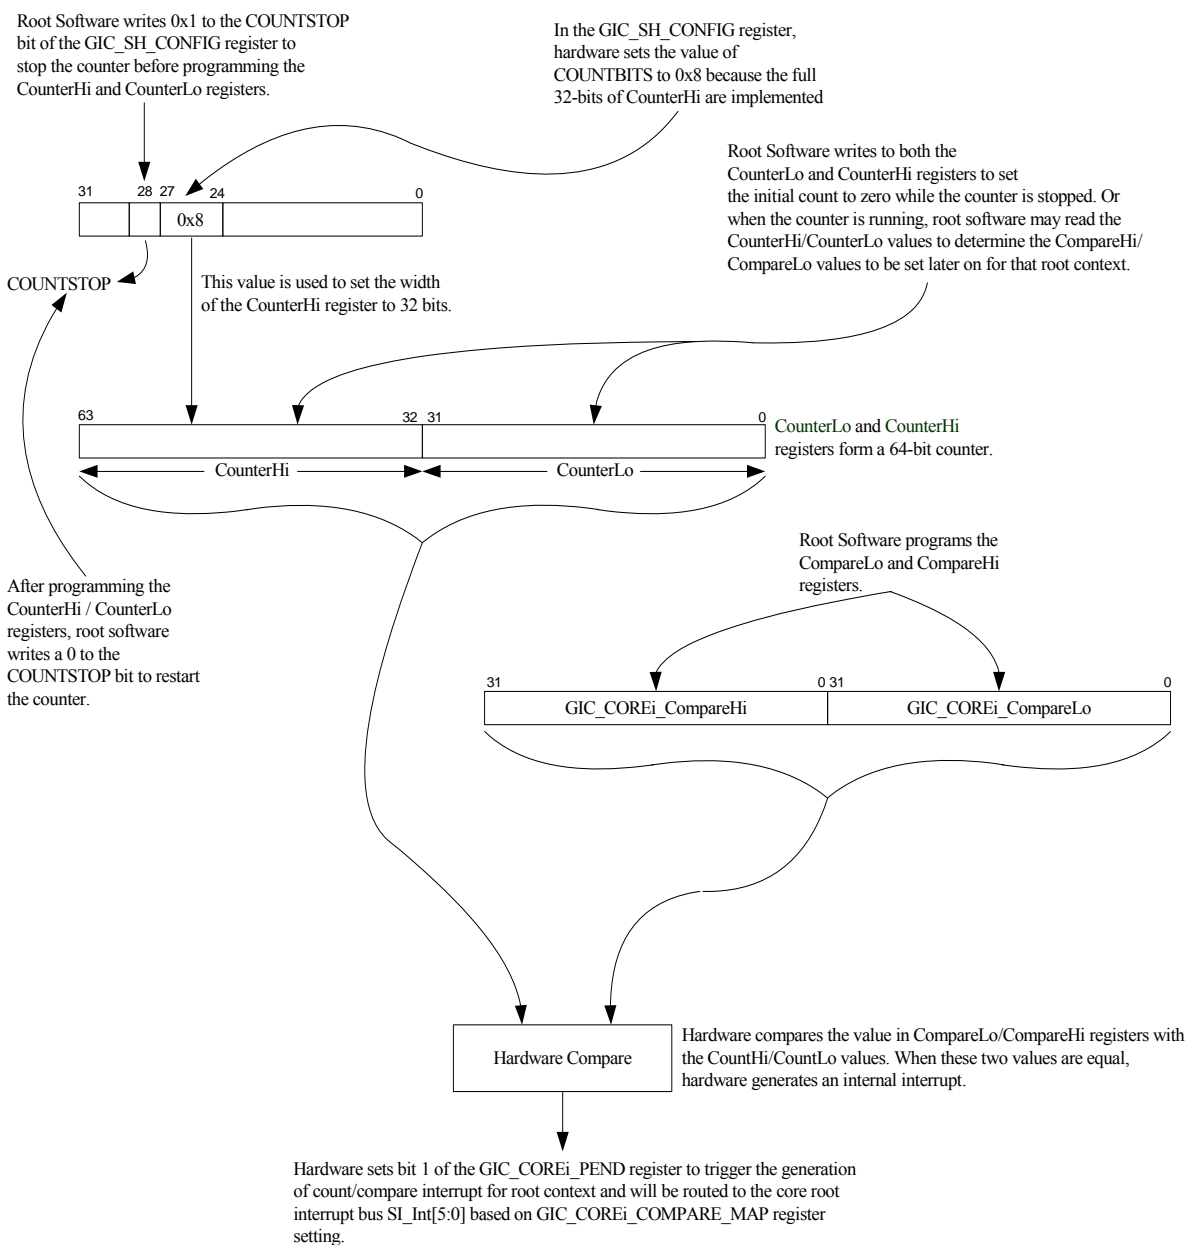 Root Software writes 0x1 to the COUNTSTOP
bit of the GIC_SH_CONFIG register to
stop the counter before programming the
CounterHi and CounterLo registers.
In the GIC_SH_CONFIG register,
hardware sets the value of
COUNTBITS to 0x8 because the full
32-bits of CounterHi are implemented
Root Software writes to both the
CounterLo and CounterHi registers to set
the initial count to zero while the counter is stopped. Or
when the counter is running, root software may read the
CounterHi/CounterLo values to determine the CompareHi/
CompareLo values to be set later on for that root context.
31 28 27 24 0
0x8
COUNTSTOP
This value is used to set the width
of the CounterHi register to 32 bits.
63 32 31 0
CounterLo and CounterHi
registers form a 64-bit counter.
CounterHi CounterLo
Root Software programs the
CompareLo and CompareHi
registers.
After programming the
CounterHi / CounterLo
registers, root software
writes a 0 to the
COUNTSTOP bit to restart
the counter.
31 0 31 0
GIC_COREi_CompareHi GIC_COREi_CompareLo
Hardware Compare
Hardware compares the value in CompareLo/CompareHi registers with
the CountHi/CountLo values. When these two values are equal,
hardware generates an internal interrupt.
Hardware sets bit 1 of the GIC_COREi_PEND register to trigger the generation
of count/compare interrupt for root context and will be routed to the core root
interrupt bus SI_Int[5:0] based on GIC_COREi_COMPARE_MAP register
setting.